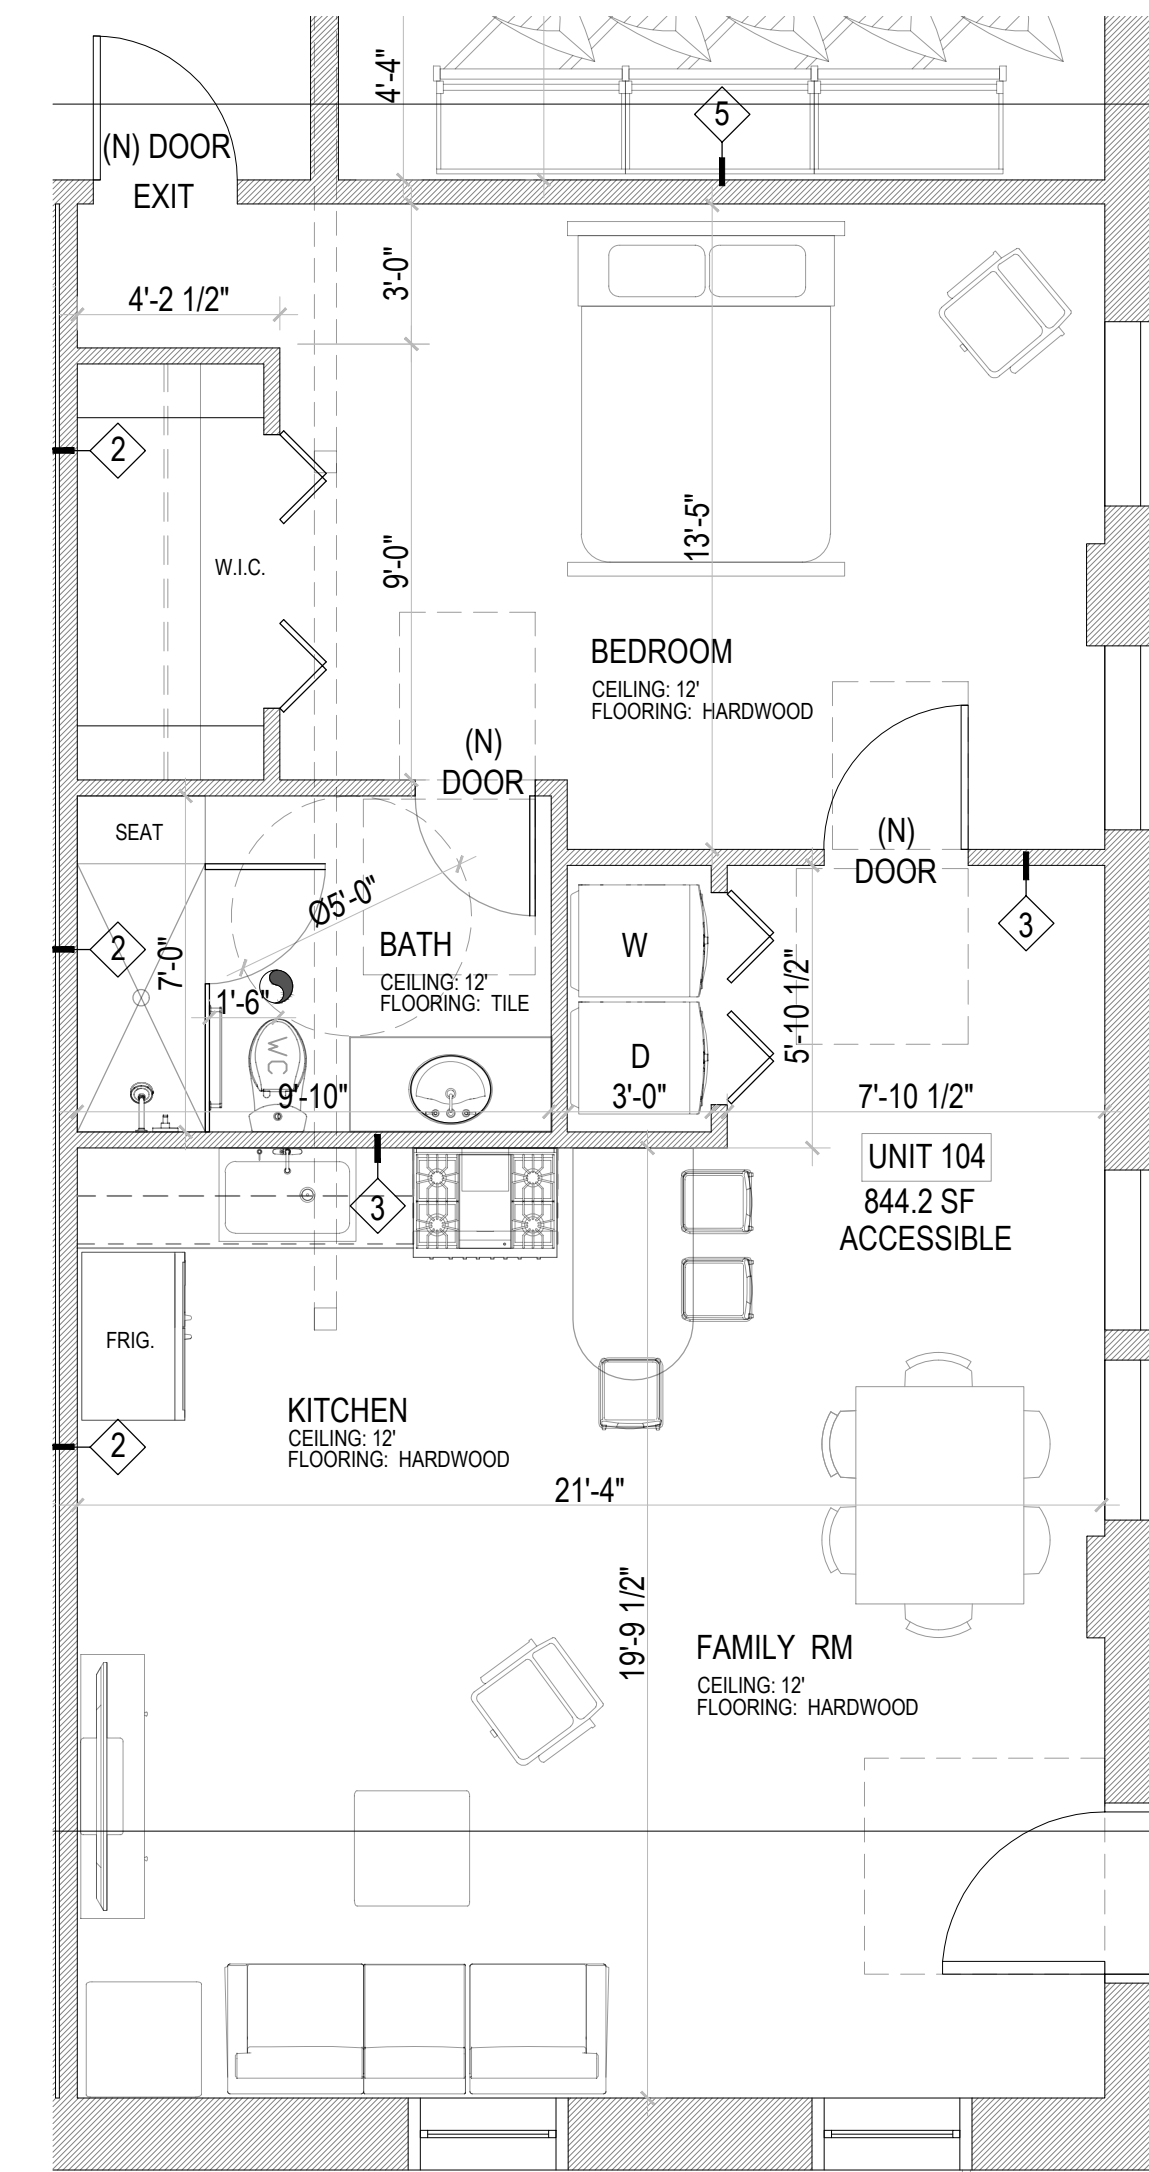 4'-4"
5
(N) DOOR
EXIT
3'-0"
4'-2 1/2"
2
W.I.C.
9'-0"
13'-5"
BEDROOM
CEILING: 12'
FLOORING: HARDWOOD
(N)
DOOR
(N)
DOOR
SEAT
Ø5'-0"
2
7'-0"
BATH
CEILING: 12'
FLOORING: TILE
1'-6"
WC
W
D
5'-10 1/2"
3
9'-10"
3'-0"
7'-10 1/2"
UNIT 104
844.2 SF
ACCESSIBLE
3
FRIG.
KITCHEN
CEILING: 12'
FLOORING: HARDWOOD
2
21'-4"
19'-9 1/2"
FAMILY RM
CEILING: 12'
FLOORING: HARDWOOD